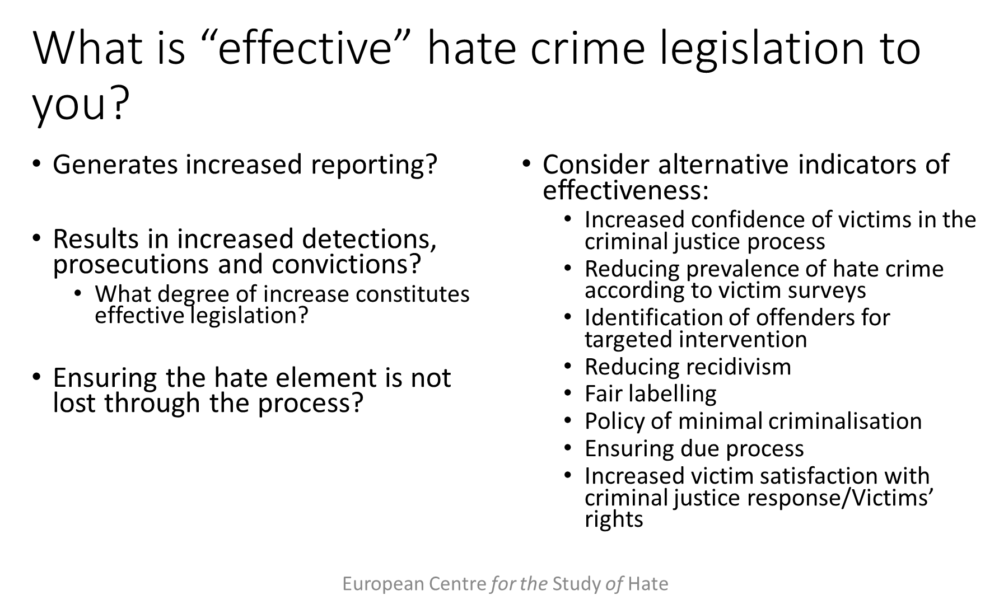 What is “effective” hate crime legislation to
you?
• Generates increased reporting?
• Results in increased detections,
prosecutions and convictions?
• What degree of increase constitutes
effective legislation?
• Ensuring the hate element is not
lost through the process?
• Consider alternative indicators of
effectiveness:
• Increased confidence of victims in the
criminal justice process
• Reducing prevalence of hate crime
according to victim surveys
• Identification of offenders for
targeted intervention
• Reducing recidivism
• Fair labelling
• Policy of minimal criminalisation
• Ensuring due process
• Increased victim satisfaction with
criminal justice response/Victims’
rights
European Centre for the Study of Hate